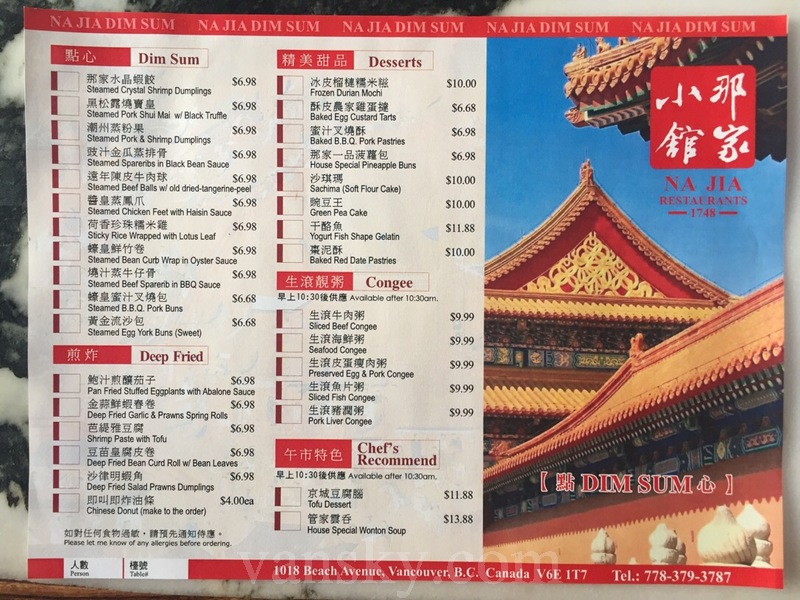 NA JIA DIM SUM NA JIA DIM SUM NA JIA DIM SUM NA JIA DIM SUM NA JIA DIM SUM
點心 Dim Sum
那家水晶蝦餃 $6.98
Steamed Crystal Shrimp Dumplings
黑松露燒賣皇 $6.98
Steamed Pork Shui Mai w/ Black Truffle
潮州蒸粉果 $6.98
Steamed Pork & Shrimp Dumplings
豉汁金瓜蒸排骨 $6.98
Steamed Spareribs in Black Bean Sauce
遠年陳皮牛肉球 $6.98
Steamed Beef Balls w/ old dried-tangerine-peel
醬皇蒸鳳爪 $6.98
Steamed Chicken Feet with Haisin Sauce
荷香珍珠糯米雞 $6.98
Sticky Rice Wrapped with Lotus Leaf
蠔皇鮮竹卷 $6.98
Steamed Bean Curb Wrap in Oyster Sauce
燒汁蒸牛仔骨 $6.98
Steamed Beef Sparerib in BBQ Sauce
蠔皇蜜汁叉燒包 $6.68
Steamed B.B.Q. Pork Buns
黃金流沙包 $6.68
Steamed Egg York Buns (Sweet)
煎炸 Deep Fried
鮑汁煎釀茄子 $6.98
Pan Fried Stuffed Eggplants with Abalone Sauce
金蒜鮮蝦春卷 $6.98
Deep Fried Garlic & Prawns Spring Rolls
芭緹雅豆腐 $6.98
Shrimp Paste with Tofu
豆苗皇腐皮卷 $6.98
Deep Fried Bean Curd Roll w/ Bean Leaves
沙律明蝦角 $6.98
Deep Fried Salad Prawns Dumplings
即叫即炸油條 $4.00ea
Chinese Donut (make to the order)
如對任何食物過敏，請預先通知侍應。
Please let me know of any allergies before ordering.
精美甜品 Desserts
冰皮榴槤糯米糍 $10.00
Frozen Durian Mochi
酥皮農家雞蛋撻 $6.68
Baked Egg Custard Tarts
蜜汁叉燒酥 $6.98
Baked B.B.Q. Pork Pastries
那家一品菠蘿包 $6.98
House Special Pineapple Buns
沙琪瑪 $10.00
Sachima (Soft Flour Cake)
豌豆王 $10.00
Green Pea Cake
干酪魚 $11.88
Yogurt Fish Shape Gelatin
棗泥酥 $10.00
Baked Red Date Pastries
生滾靚粥 Congee
早上10:30後供應 Available after 10:30am.
生滾牛肉粥 $9.99
Sliced Beef Congee
生滾海鮮粥 $9.99
Seafood Congee
生滾皮蛋瘦肉粥 $9.99
Preserved Egg & Pork Congee
生滾魚片粥 $9.99
Sliced Fish Congee
生滾豬潤粥 $9.99
Pork Liver Congee
午市特色 Chef's Recommend
早上10:30後供應 Available after 10:30am.
京城豆腐腦 $11.88
Tofu Dessert
管家雲吞 $13.88
House Special Wonton Soup
那家
小館
NA JIA
RESTAURANTS
1748
【 點 DIM SUM 心 】
人數
Person
檯號
Table#
1018 Beach Avenue, Vancouver, B.C. Canada V6E 1T7 Tel.: 778-379-3787
vansky.com